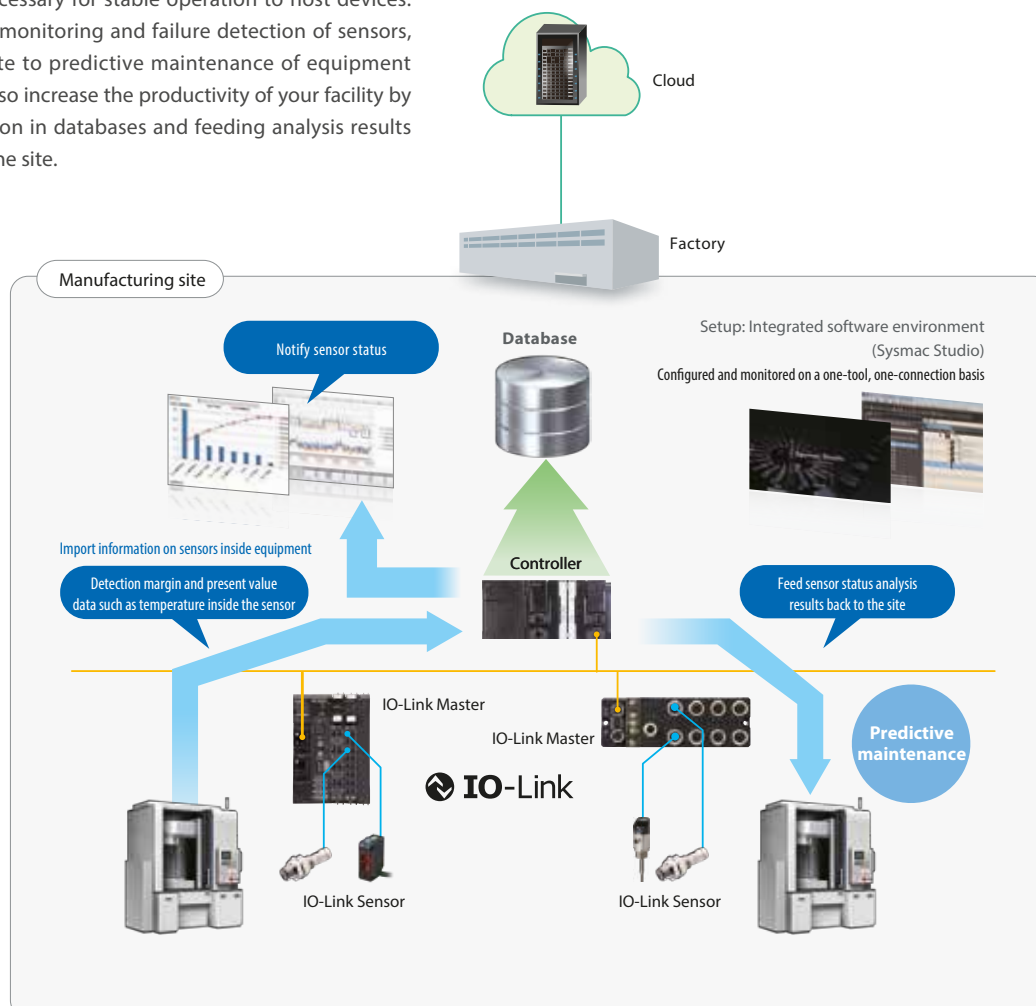 cessary for stable operation to host devices.
monitoring and failure detection of sensors,
te to predictive maintenance of equipment
so increase the productivity of your facility by
on in databases and feeding analysis results
ne site.
Cloud
Factory
Manufacturing site
Notify sensor status
Database
Setup: Integrated software environment
(Sysmac Studio)
Configured and monitored on a one-tool, one-connection basis
Import information on sensors inside equipment
Detection margin and present value
data such as temperature inside the sensor
Controller
Feed sensor status analysis
results back to the site
IO-Link Master
IO-Link Master
Predictive
maintenance
IO-Link
IO-Link Sensor
IO-Link Sensor